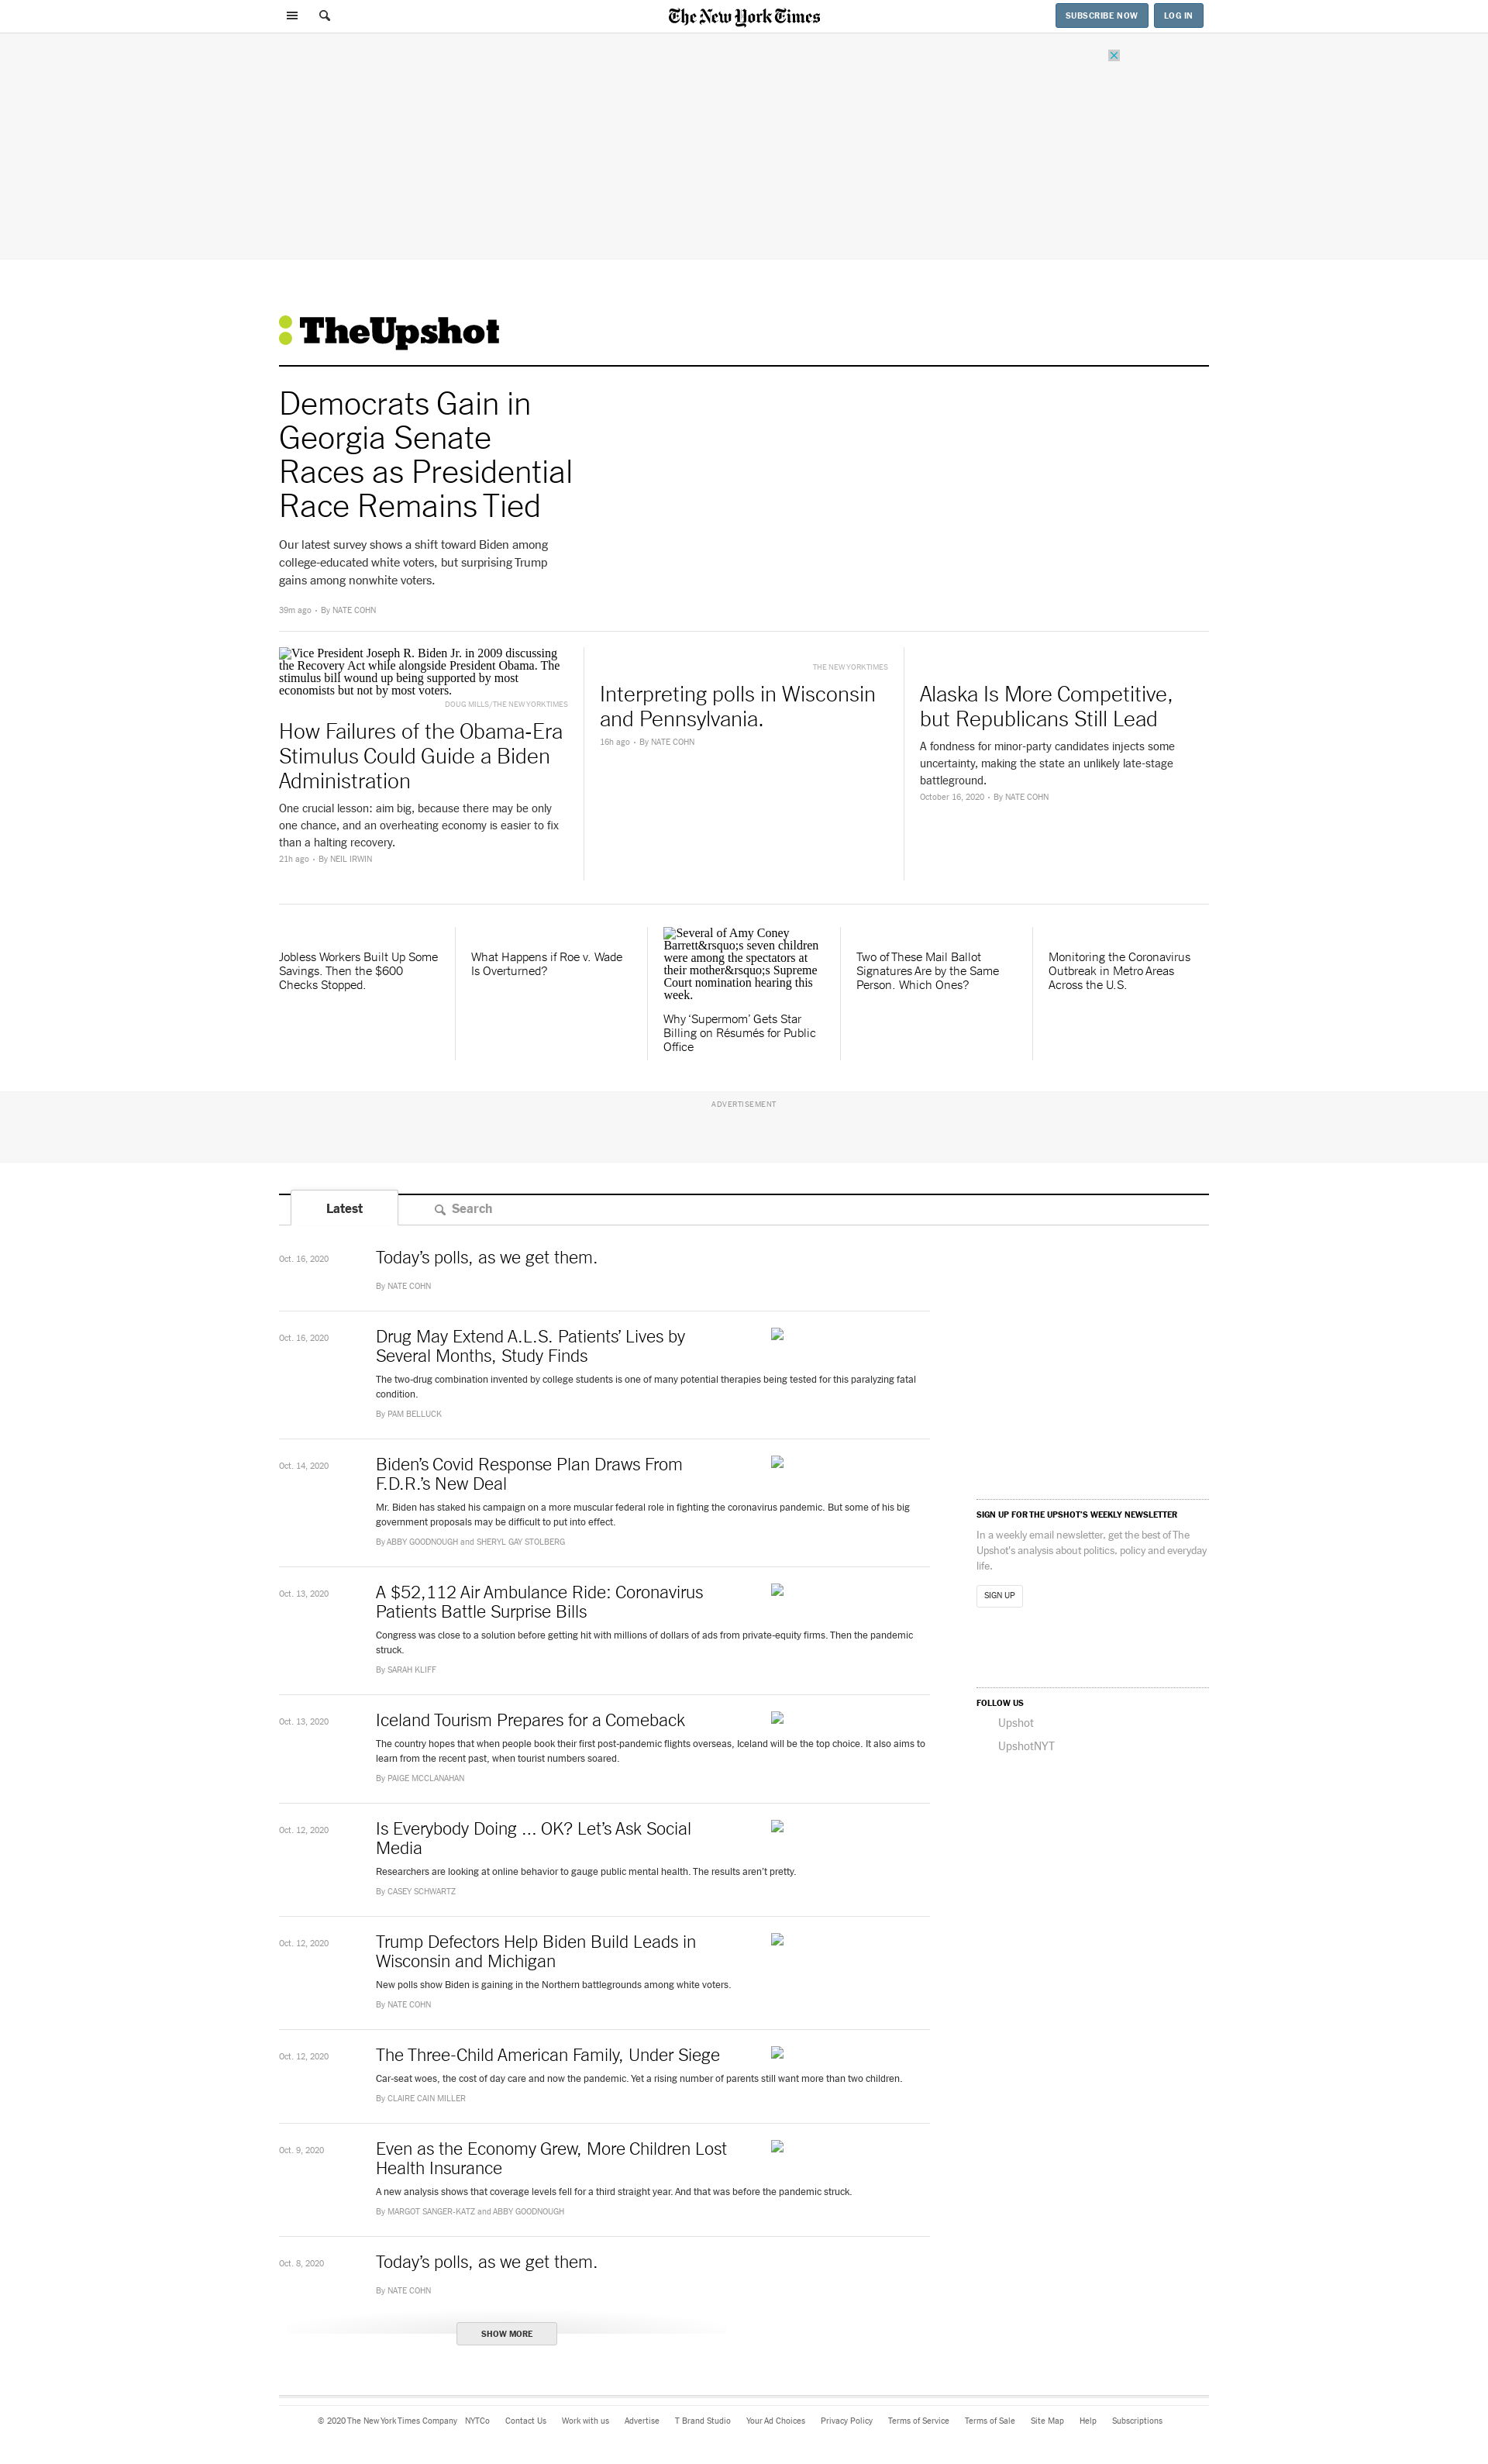 The New York Times
SUBSCRIBE NOW
LOG IN
TheUpshot
Democrats Gain in
Georgia Senate
Races as Presidential
Race Remains Tied
Our latest survey shows a shift toward Biden among
college-educated white voters, but surprising Trump
gains among nonwhite voters.
39m ago • By NATE COHN
Vice President Joseph R. Biden Jr. in 2009 discussing
the Recovery Act while alongside President Obama. The
stimulus bill wound up being supported by most
economists but not by most voters.
DOUG MILLS/THE NEW YORK TIMES
How Failures of the Obama-Era
Stimulus Could Guide a Biden
Administration
One crucial lesson: aim big, because there may be only
one chance, and an overheating economy is easier to fix
than a halting recovery.
21h ago • By NEIL IRWIN
THE NEW YORK TIMES
Interpreting polls in Wisconsin
and Pennsylvania.
16h ago • By NATE COHN
Alaska Is More Competitive,
but Republicans Still Lead
A fondness for minor-party candidates injects some
uncertainty, making the state an unlikely late-stage
battleground.
October 16, 2020 • By NATE COHN
Jobless Workers Built Up Some
Savings. Then the $600
Checks Stopped.
What Happens if Roe v. Wade
Is Overturned?
Several of Amy Coney
Barrett&rsquo;s seven children
were among the spectators at
their mother&rsquo;s Supreme
Court nomination hearing this
week.
Why ‘Supermom’ Gets Star
Billing on Résumés for Public
Office
Two of These Mail Ballot
Signatures Are by the Same
Person. Which Ones?
Monitoring the Coronavirus
Outbreak in Metro Areas
Across the U.S.
ADVERTISEMENT
Latest
Search
Oct. 16, 2020
Today’s polls, as we get them.
By NATE COHN
Oct. 16, 2020
Drug May Extend A.L.S. Patients’ Lives by
Several Months, Study Finds
The two-drug combination invented by college students is one of many potential therapies being tested for this paralyzing fatal
condition.
By PAM BELLUCK
Oct. 14, 2020
Biden’s Covid Response Plan Draws From
F.D.R.’s New Deal
Mr. Biden has staked his campaign on a more muscular federal role in fighting the coronavirus pandemic. But some of his big
government proposals may be difficult to put into effect.
By ABBY GOODNOUGH and SHERYL GAY STOLBERG
Oct. 13, 2020
A $52,112 Air Ambulance Ride: Coronavirus
Patients Battle Surprise Bills
Congress was close to a solution before getting hit with millions of dollars of ads from private-equity firms. Then the pandemic
struck.
By SARAH KLIFF
Oct. 13, 2020
Iceland Tourism Prepares for a Comeback
The country hopes that when people book their first post-pandemic flights overseas, Iceland will be the top choice. It also aims to
learn from the recent past, when tourist numbers soared.
By PAIGE MCCLANAHAN
Oct. 12, 2020
Is Everybody Doing ... OK? Let’s Ask Social
Media
Researchers are looking at online behavior to gauge public mental health. The results aren’t pretty.
By CASEY SCHWARTZ
Oct. 12, 2020
Trump Defectors Help Biden Build Leads in
Wisconsin and Michigan
New polls show Biden is gaining in the Northern battlegrounds among white voters.
By NATE COHN
Oct. 12, 2020
The Three-Child American Family, Under Siege
Car-seat woes, the cost of day care and now the pandemic. Yet a rising number of parents still want more than two children.
By CLAIRE CAIN MILLER
Oct. 9, 2020
Even as the Economy Grew, More Children Lost
Health Insurance
A new analysis shows that coverage levels fell for a third straight year. And that was before the pandemic struck.
By MARGOT SANGER-KATZ and ABBY GOODNOUGH
Oct. 8, 2020
Today’s polls, as we get them.
By NATE COHN
SHOW MORE
SIGN UP FOR THE UPSHOT'S WEEKLY NEWSLETTER
In a weekly email newsletter, get the best of The
Upshot's analysis about politics, policy and everyday
life.
SIGN UP
FOLLOW US
Upshot
UpshotNYT
© 2020 The New York Times Company NYTCo Contact Us Work with us Advertise T Brand Studio Your Ad Choices Privacy Policy Terms of Service Terms of Sale Site Map Help Subscriptions